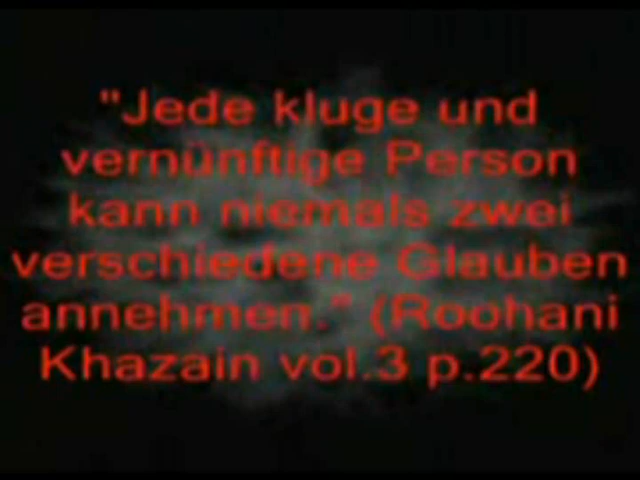 "Jede kluge und
vernünftige Person
kann niemals zwei
verschiedene Glauben
annehmen." (Roohani
Khazain vol.3 p.220)